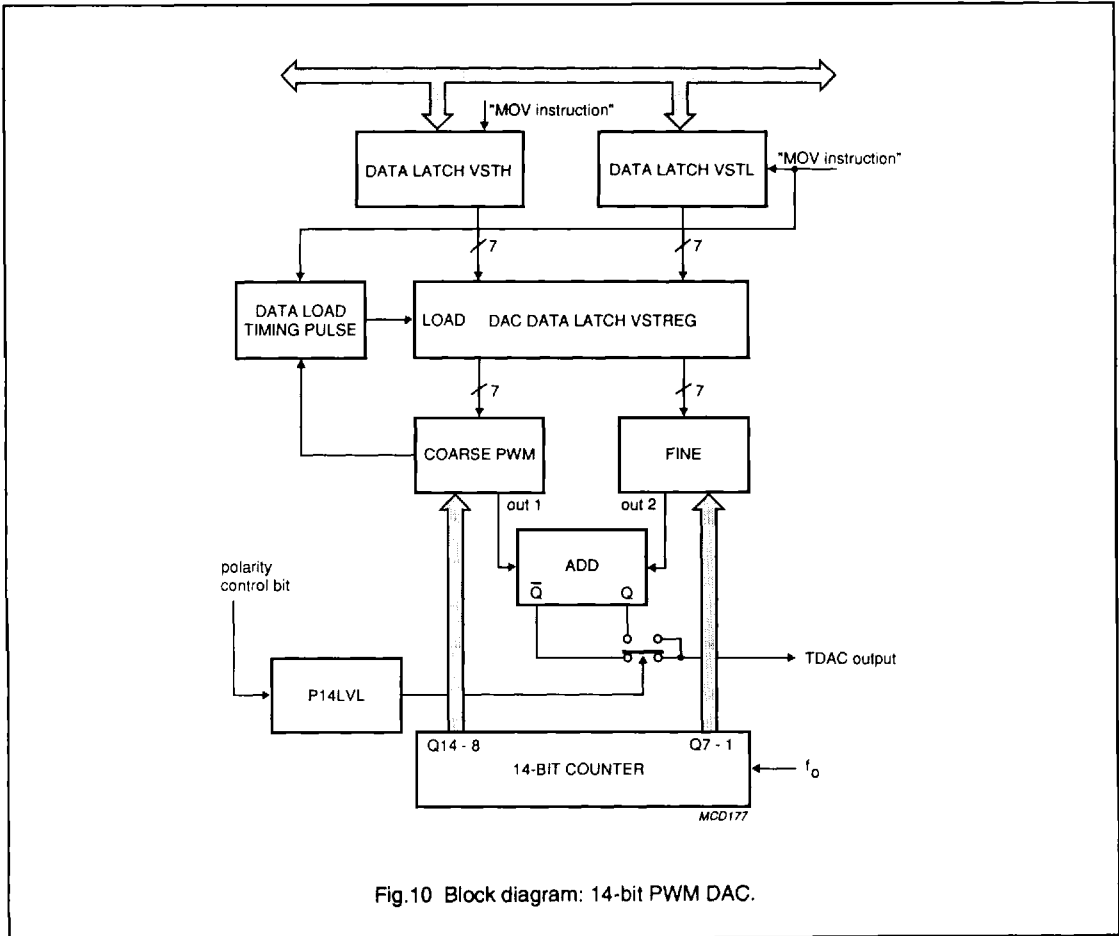 "MOV instruction"
DATA LATCH VSTH
DATA LATCH VSTL
"MOV instruction"
7
7
DATA LOAD
TIMING PULSE
LOAD
DAC DATA LATCH VSTREG
7
7
COARSE PWM
FINE
out 1
out 2
ADD
Q̅
Q
polarity
control bit
TDAC output
P14LVL
Q14 - 8
Q7 - 1
14-BIT COUNTER
fo
MCD177
Fig.10 Block diagram: 14-bit PWM DAC.